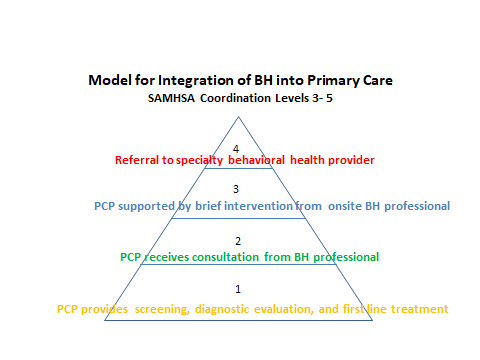 Model for Integration of BH into Primary Care
SAMHSA Coordination Levels 3- 5
4
Referral to specialty behavioral health provider
3
PCP supported by brief intervention from onsite BH professional
2
PCP receives consultation from BH professional
1
PCP provides screening, diagnostic evaluation, and first line treatment